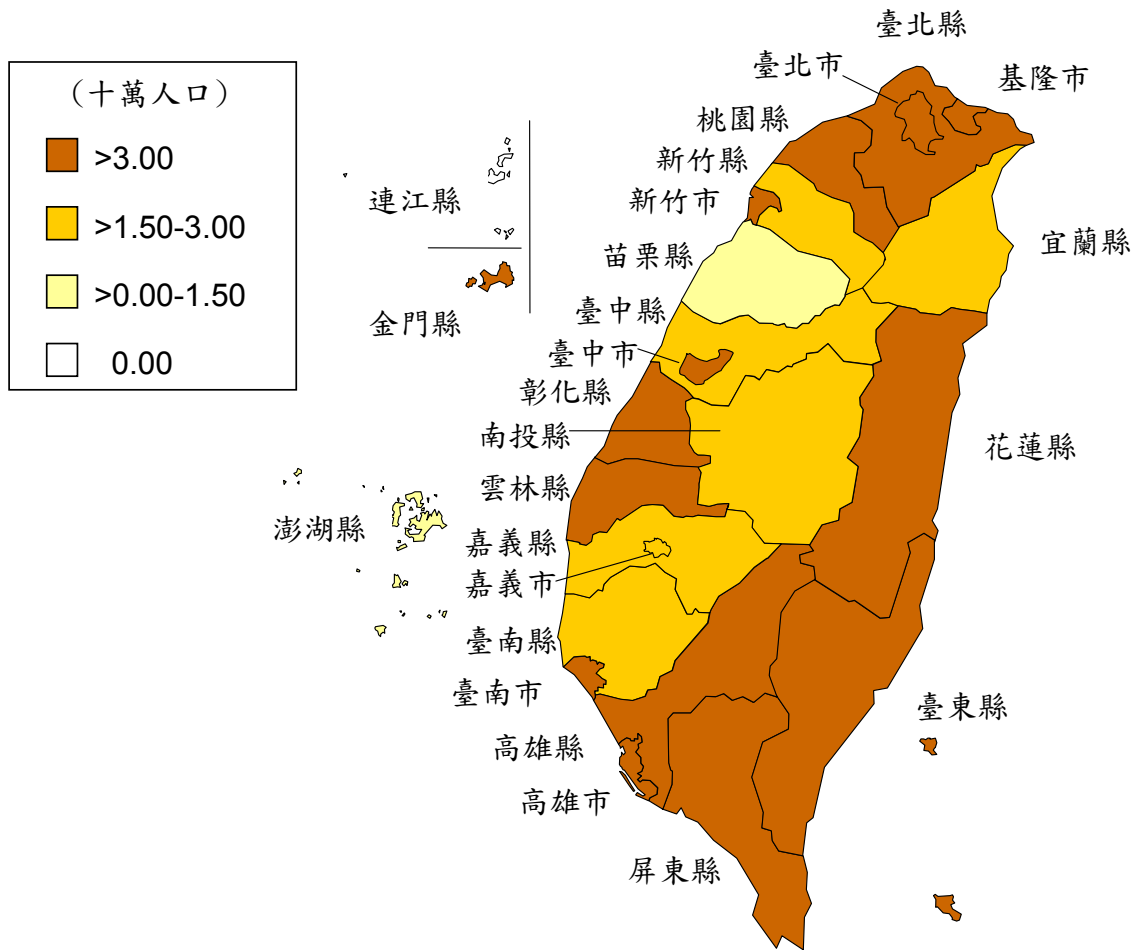 （十萬人口）
>3.00
>1.50-3.00
>0.00-1.50
0.00
臺北縣
臺北市
基隆市
桃園縣
新竹縣
新竹市
連江縣
宜蘭縣
苗栗縣
金門縣
臺中縣
臺中市
彰化縣
南投縣
花蓮縣
雲林縣
澎湖縣
嘉義縣
嘉義市
臺南縣
臺南市
臺東縣
高雄縣
高雄市
屏東縣